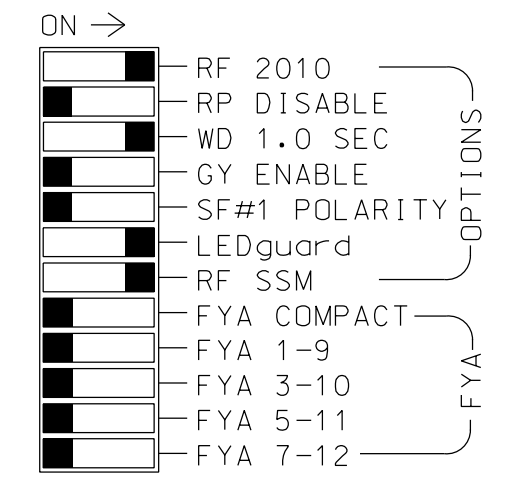 ON →
RF 2010
RP DISABLE
WD 1.0 SEC
GY ENABLE
SF#1 POLARITY
LEDguard
RF SSM
OPTIONS
FYA COMPACT
FYA 1-9
FYA 3-10
FYA 5-11
FYA 7-12
FYA